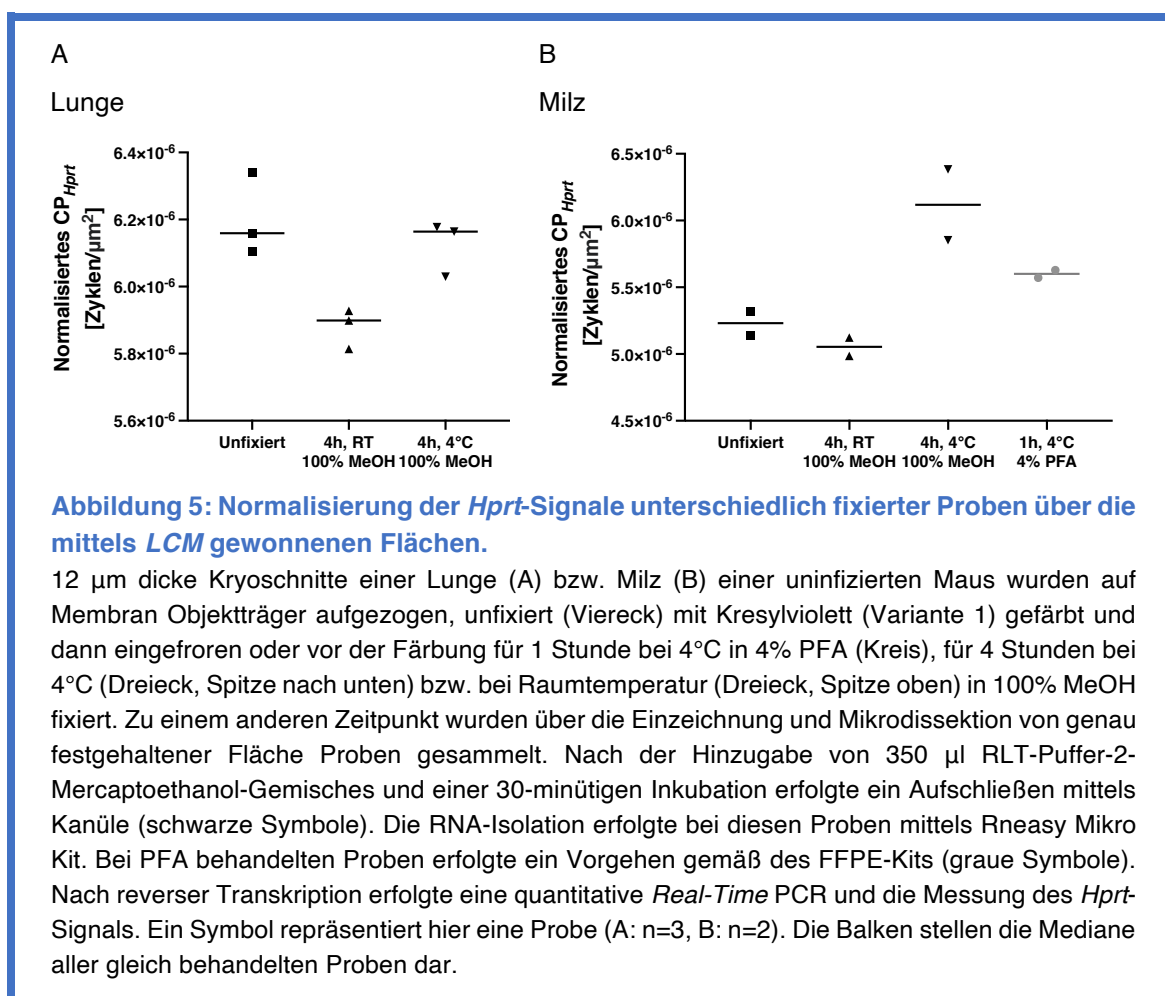 A
Lunge
Normalisiertes CP Hprt
[Zyklen/µm²]
6.4×10⁻⁶
6.2×10⁻⁶
6.0×10⁻⁶
5.8×10⁻⁶
5.6×10⁻⁶
Unfixiert
4h, RT
100% MeOH
4h, 4°C
100% MeOH
B
Milz
Normalisiertes CP Hprt
[Zyklen/µm²]
6.5×10⁻⁶
6.0×10⁻⁶
5.5×10⁻⁶
5.0×10⁻⁶
4.5×10⁻⁶
Unfixiert
4h, RT
100% MeOH
4h, 4°C
100% MeOH
1h, 4°C
4% PFA
Abbildung 5: Normalisierung der Hprt-Signale unterschiedlich fixierter Proben über die
mittels LCM gewonnenen Flächen.
12 µm dicke Kryoschnitte einer Lunge (A) bzw. Milz (B) einer uninfizierten Maus wurden auf
Membran Objektträger aufgezogen, unfixiert (Viereck) mit Kresylviolett (Variante 1) gefärbt und
dann eingefroren oder vor der Färbung für 1 Stunde bei 4°C in 4% PFA (Kreis), für 4 Stunden bei
4°C (Dreieck, Spitze nach unten) bzw. bei Raumtemperatur (Dreieck, Spitze oben) in 100% MeOH
fixiert. Zu einem anderen Zeitpunkt wurden über die Einzeichnung und Mikrodissektion von genau
festgehaltener Fläche Proben gesammelt. Nach der Hinzugabe von 350 µl RLT-Puffer-2-
Mercaptoethanol-Gemisches und einer 30-minütigen Inkubation erfolgte ein Aufschließen mittels
Kanüle (schwarze Symbole). Die RNA-Isolation erfolgte bei diesen Proben mittels Rneasy Mikro
Kit. Bei PFA behandelten Proben erfolgte ein Vorgehen gemäß des FFPE-Kits (graue Symbole).
Nach reverser Transkription erfolgte eine quantitative Real-Time PCR und die Messung des Hprt-
Signals. Ein Symbol repräsentiert hier eine Probe (A: n=3, B: n=2). Die Balken stellen die Mediane
aller gleich behandelten Proben dar.